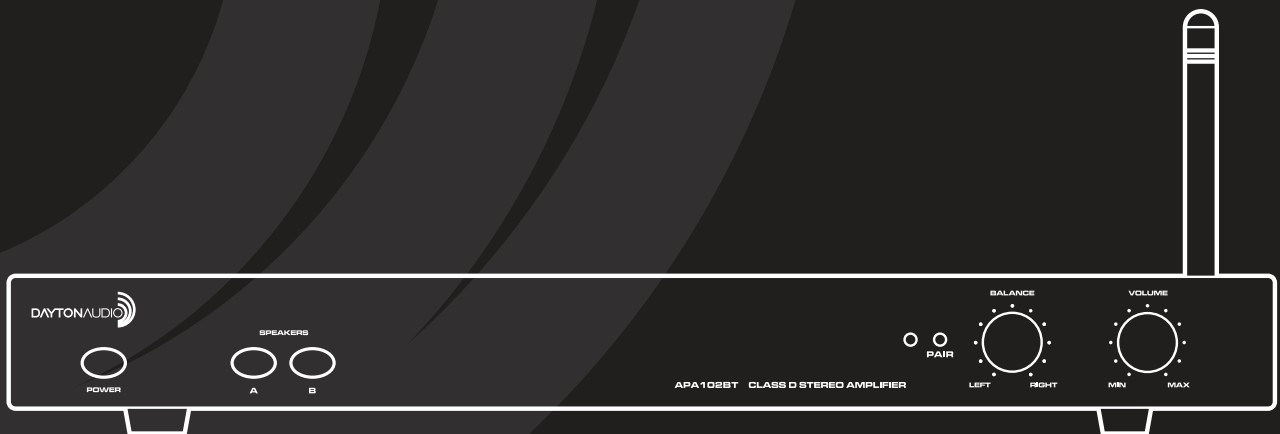 DAYTONAUDIO
POWER
SPEAKERS
A B
APA102BT CLASS D STEREO AMPLIFIER
PAIR
BALANCE
LEFT RIGHT
VOLUME
MIN MAX